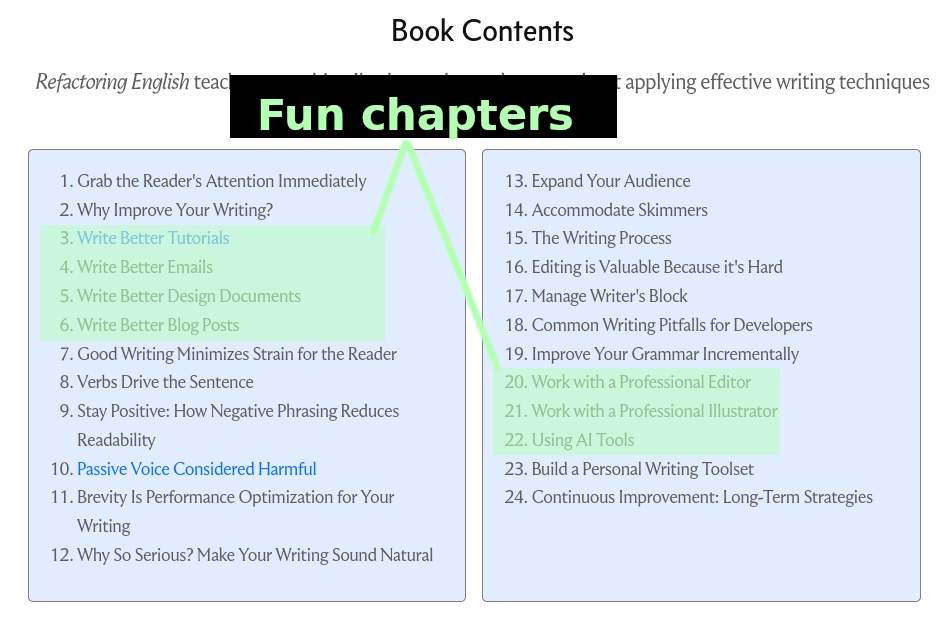 Book Contents
Refactoring English applying effective writing techniques
Fun chapters
1. Grab the Reader's Attention Immediately
2. Why Improve Your Writing?
3. Write Better Tutorials
4. Write Better Emails
5. Write Better Design Documents
6. Write Better Blog Posts
7. Good Writing Minimizes Strain for the Reader
8. Verbs Drive the Sentence
9. Stay Positive: How Negative Phrasing Reduces
Readability
10. Passive Voice Considered Harmful
11. Brevity Is Performance Optimization for Your
Writing
12. Why So Serious? Make Your Writing Sound Natural
13. Expand Your Audience
14. Accommodate Skimmers
15. The Writing Process
16. Editing is Valuable Because it's Hard
17. Manage Writer's Block
18. Common Writing Pitfalls for Developers
19. Improve Your Grammar Incrementally
20. Work with a Professional Editor
21. Work with a Professional Illustrator
22. Using AI Tools
23. Build a Personal Writing Toolset
24. Continuous Improvement: Long-Term Strategies